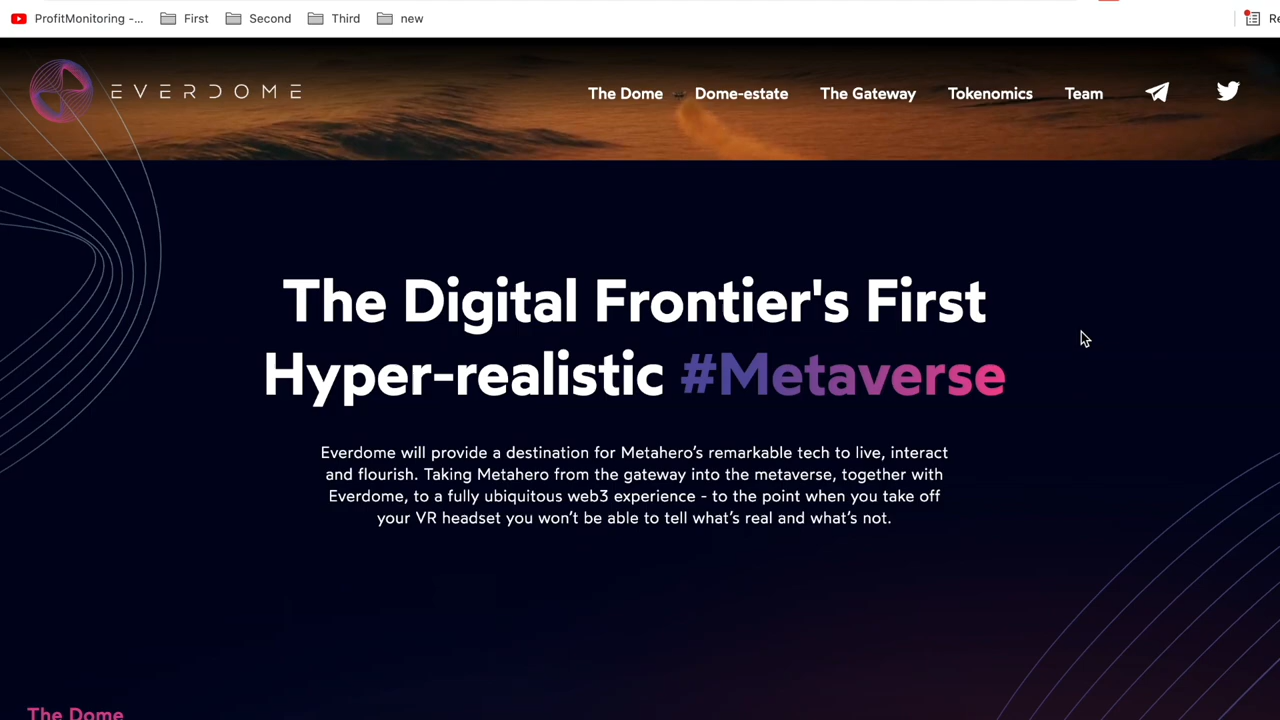 ProfitMonitoring -...
First
Second
Third
new
Re
EVERDOME
The Dome
Dome-estate
The Gateway
Tokenomics
Team
The Digital Frontier's First
Hyper-realistic #Metaverse
Everdome will provide a destination for Metahero’s remarkable tech to live, interact
and flourish. Taking Metahero from the gateway into the metaverse, together with
Everdome, to a fully ubiquitous web3 experience - to the point when you take off
your VR headset you won’t be able to tell what’s real and what’s not.
The Dome